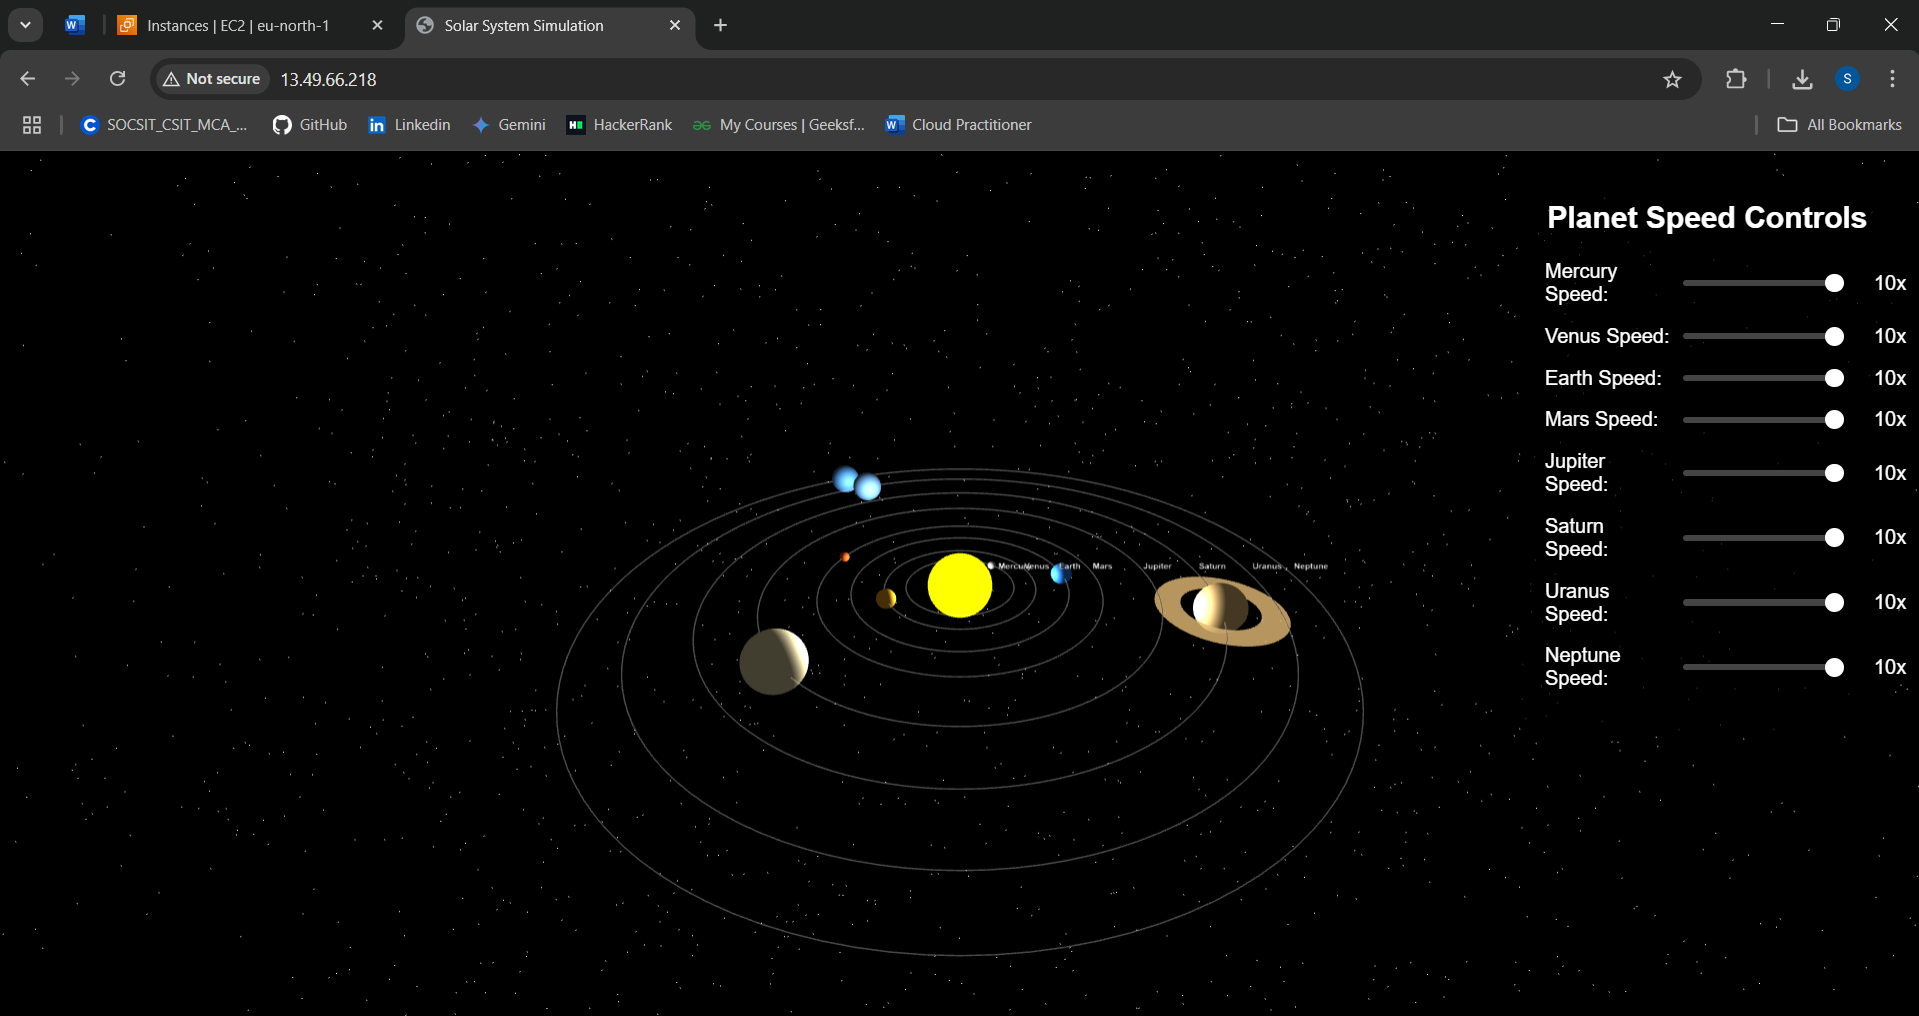 Instances | EC2 | eu-north-1
Solar System Simulation
Not secure
13.49.66.218
S
SOCSIT_CSIT_MCA_...
GitHub
Linkedin
Gemini
HackerRank
My Courses | Geeksf...
Cloud Practitioner
All Bookmarks
Planet Speed Controls
Mercury
Speed:
10x
Venus Speed:
10x
Earth Speed:
10x
Mars Speed:
10x
Jupiter
Speed:
10x
Saturn
Speed:
10x
Uranus
Speed:
10x
Neptune
Speed:
10x
Venus
Earth
Mars
Jupiter
Saturn
Uranus
Neptune